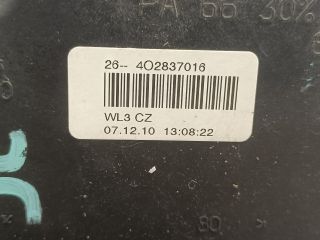 PA 66 30%
26-- 4O2837016
WL3 CZ
07.12.10 13:08:22